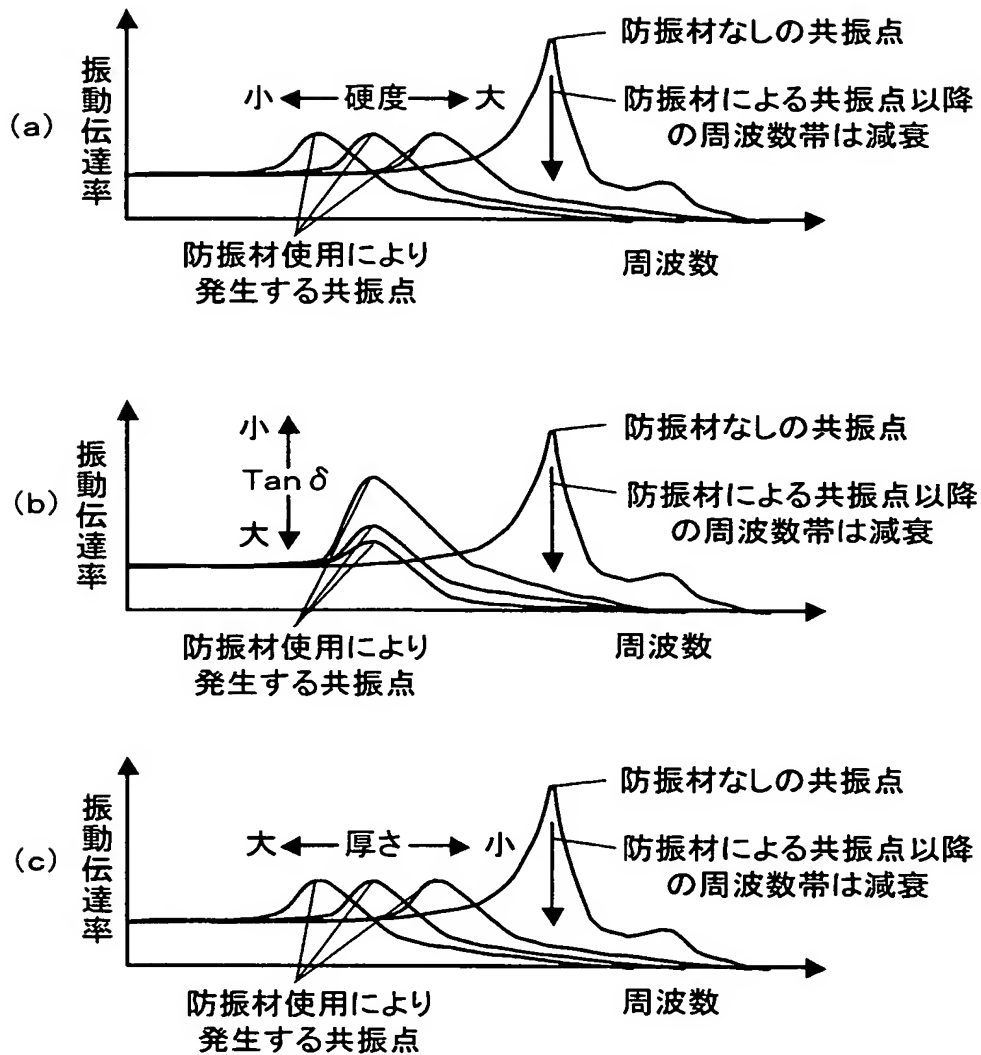 (a)
振動伝達率
小 硬度 大
防振材なしの共振点
防振材による共振点以降
の周波数帯は減衰
防振材使用により
発生する共振点
周波数
(b)
振動伝達率
小
Tanδ
大
防振材なしの共振点
防振材による共振点以降
の周波数帯は減衰
防振材使用により
発生する共振点
周波数
(c)
振動伝達率
大 厚さ 小
防振材なしの共振点
防振材による共振点以降
の周波数帯は減衰
防振材使用により
発生する共振点
周波数